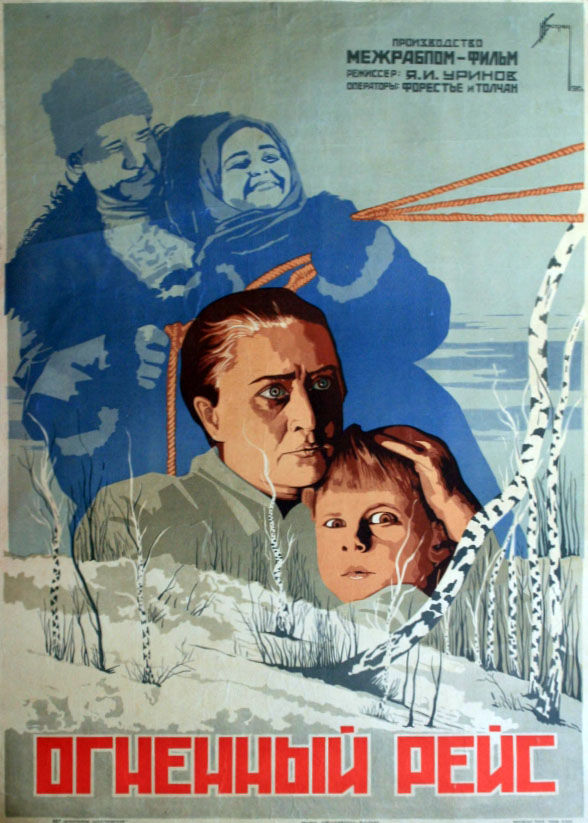 ПРОИЗВОДСТВО
МЕЖРАБПОМ-ФИЛЬМ
РЕЖИССЕР: Я.И. УРИНОВ
ОПЕРАТОРЫ: ФОРЕСТЬЕ И ТОЛЧАН
ОГНЕННЫЙ РЕЙС